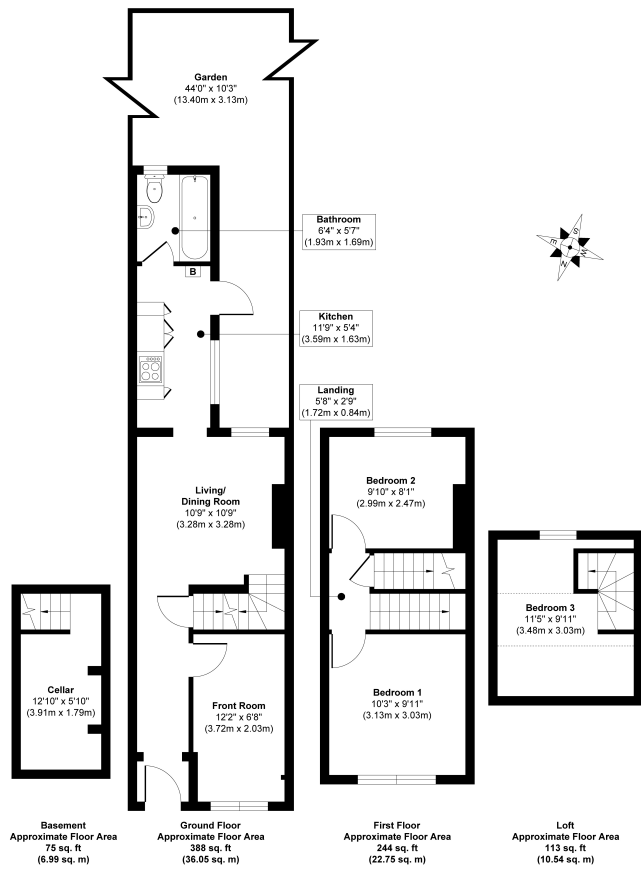 Garden
44'0" x 10'3"
(13.40m x 3.13m)
Bathroom
6'4" x 5'7"
(1.93m x 1.69m)
B
S
E
W
N
Kitchen
11'9" x 5'4"
(3.59m x 1.63m)
Landing
5'8" x 2'9"
(1.72m x 0.84m)
Living/
Dining Room
10'9" x 10'9"
(3.28m x 3.28m)
Bedroom 2
9'10" x 8'1"
(2.99m x 2.47m)
Bedroom 3
11'5" x 9'11"
(3.48m x 3.03m)
Cellar
12'10" x 5'10"
(3.91m x 1.79m)
Front Room
12'2" x 6'8"
(3.72m x 2.03m)
Bedroom 1
10'3" x 9'11"
(3.13m x 3.03m)
Basement
Approximate Floor Area
75 sq. ft
(6.99 sq. m)
Ground Floor
Approximate Floor Area
388 sq. ft
(36.05 sq. m)
First Floor
Approximate Floor Area
244 sq. ft
(22.75 sq. m)
Loft
Approximate Floor Area
113 sq. ft
(10.54 sq. m)